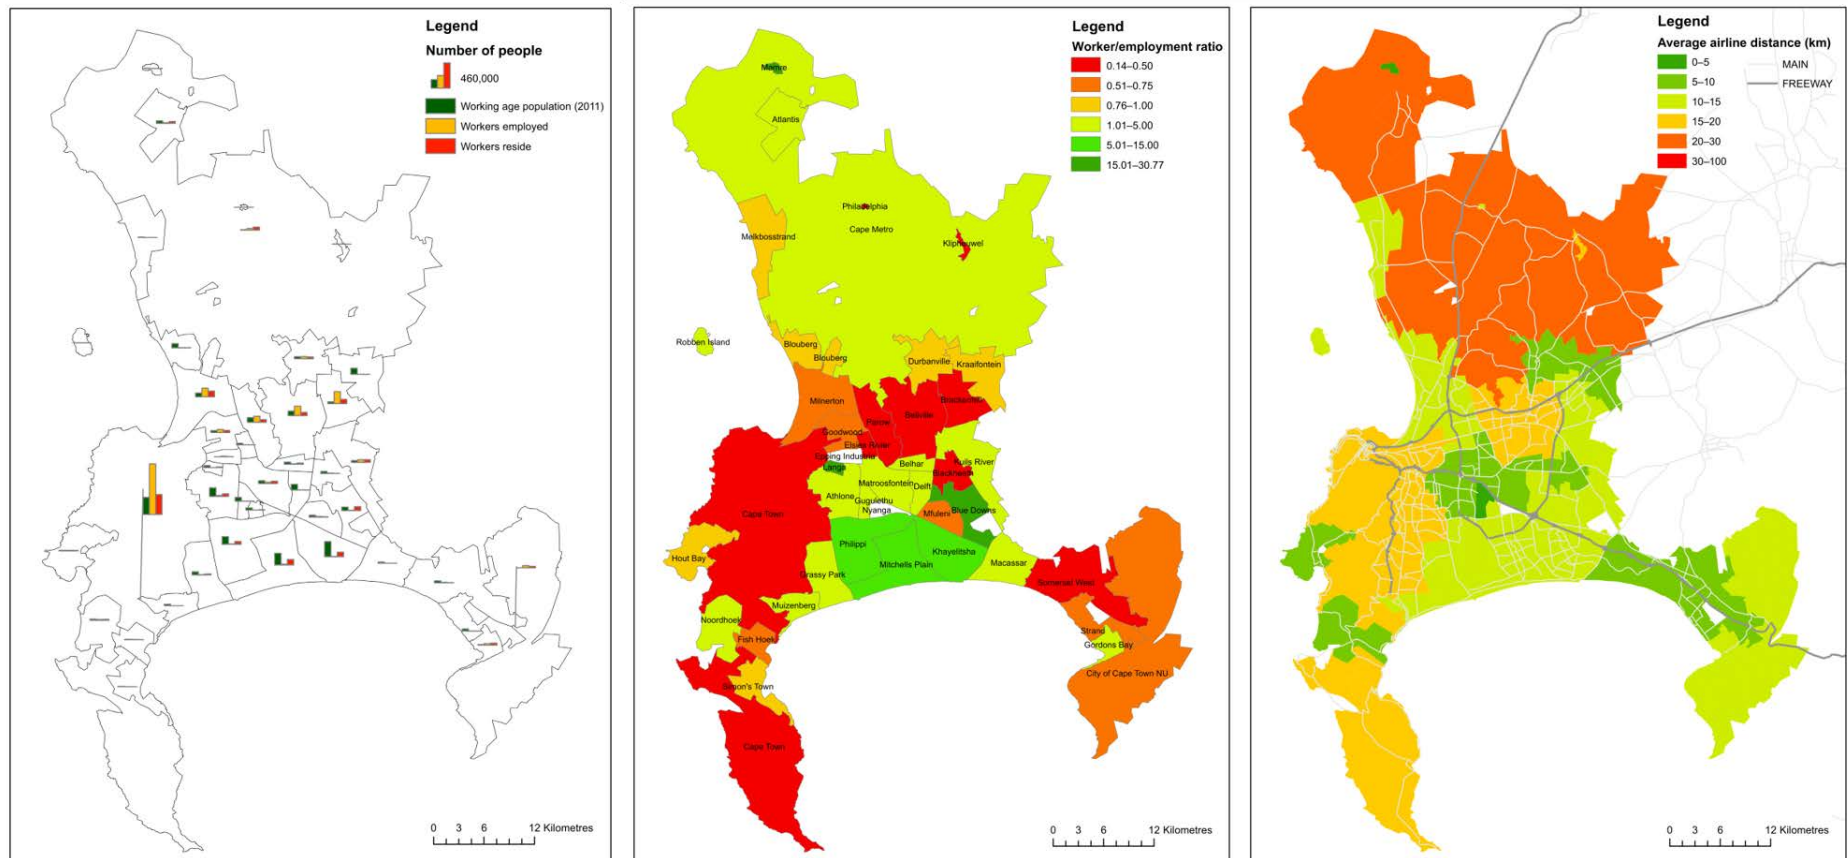 Legend
Number of people
460,000
Working age population (2011)
Workers employed
Workers reside
0 3 6 12 Kilometres
Legend
Worker/employment ratio
0.14–0.50
0.51–0.75
0.76–1.00
1.01–5.00
5.01–15.00
15.01–30.77
Mamre
Atlantis
Philadelphia
Cape Metro
Melkbosstrand
Klipheuwel
Robben Island
Blouberg
Blouberg
Durbanville
Kraaifontein
Milnerton
Brackenfell
Bellville
Parow
Goodwood
Elsies River
Epping Industria
Langa
Belhar
Kuils River
Blackheath
Matroosfontein
Delft
Athlone
Guguletu
Nyanga
Blue Downs
Mfuleni
Cape Town
Philippi
Khayelitsha
Hout Bay
Mitchells Plain
Macassar
Grassy Park
Somerset West
Muizenberg
Noordhoek
Strand
Fish Hoek
Gordons Bay
City of Cape Town NU
Simon's Town
Cape Town
0 3 6 12 Kilometres
Legend
Average airline distance (km)
0–5
5–10
10–15
15–20
20–30
30–100
MAIN
FREEWAY
0 3 6 12 Kilometres